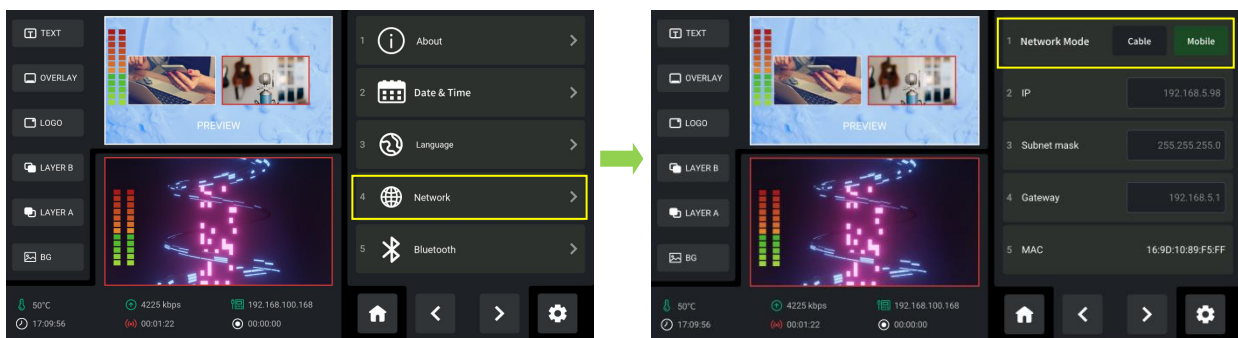 TEXT
OVERLAY
LOGO
LAYER B
LAYER A
BG
PREVIEW
1 About
2 Date & Time
3 Language
4 Network
5 Bluetooth
50°C
4225 kbps
192.168.100.168
17:09:56
00:01:22
00:00:00
TEXT
OVERLAY
LOGO
LAYER B
LAYER A
BG
PREVIEW
1 Network Mode Cable Mobile
2 IP 192.168.5.98
3 Subnet mask 255.255.255.0
4 Gateway 192.168.5.1
5 MAC 16:9D:10:89:F5:FF
50°C
4225 kbps
192.168.100.168
17:09:56
00:01:22
00:00:00